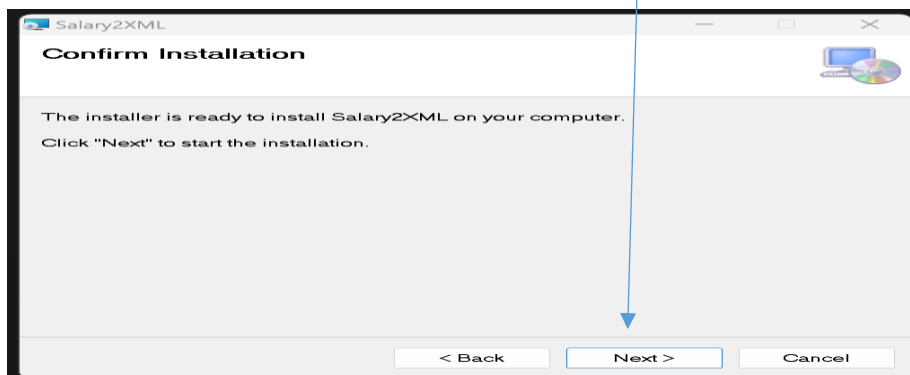 Salary2XML
Confirm Installation
The installer is ready to install Salary2XML on your computer.
Click "Next" to start the installation.
< Back
Next >
Cancel